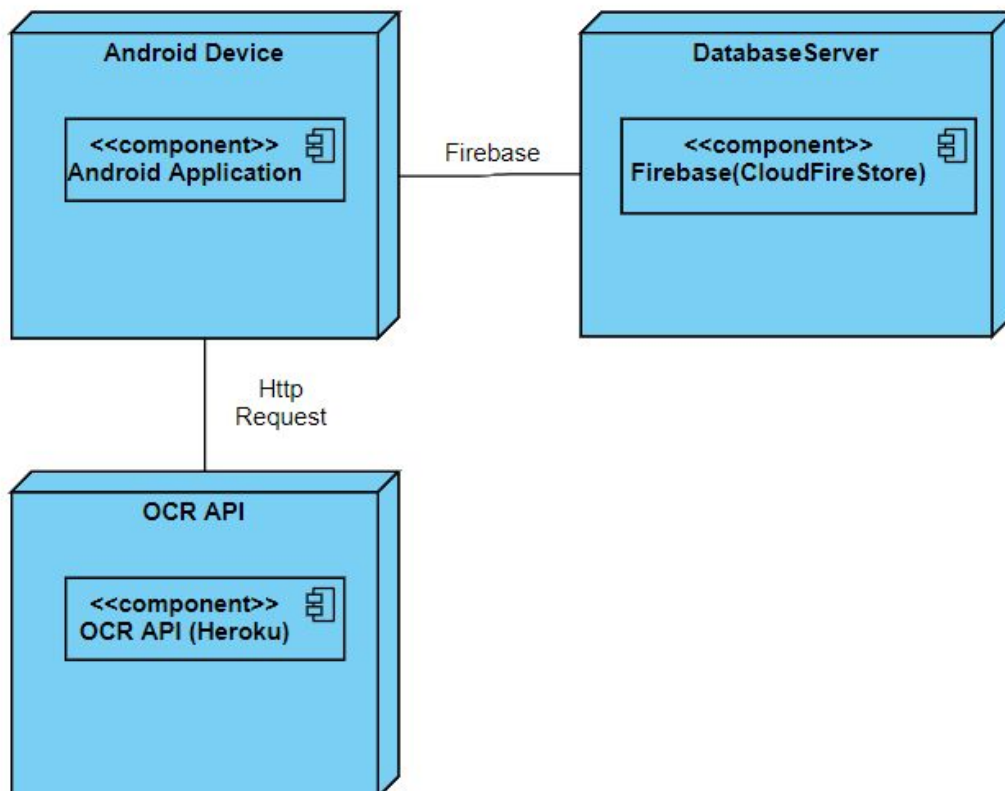 Android Device
<<component>>
Android Application
Firebase
DatabaseServer
<<component>>
Firebase(CloudFireStore)
Http
Request
OCR API
<<component>>
OCR API (Heroku)